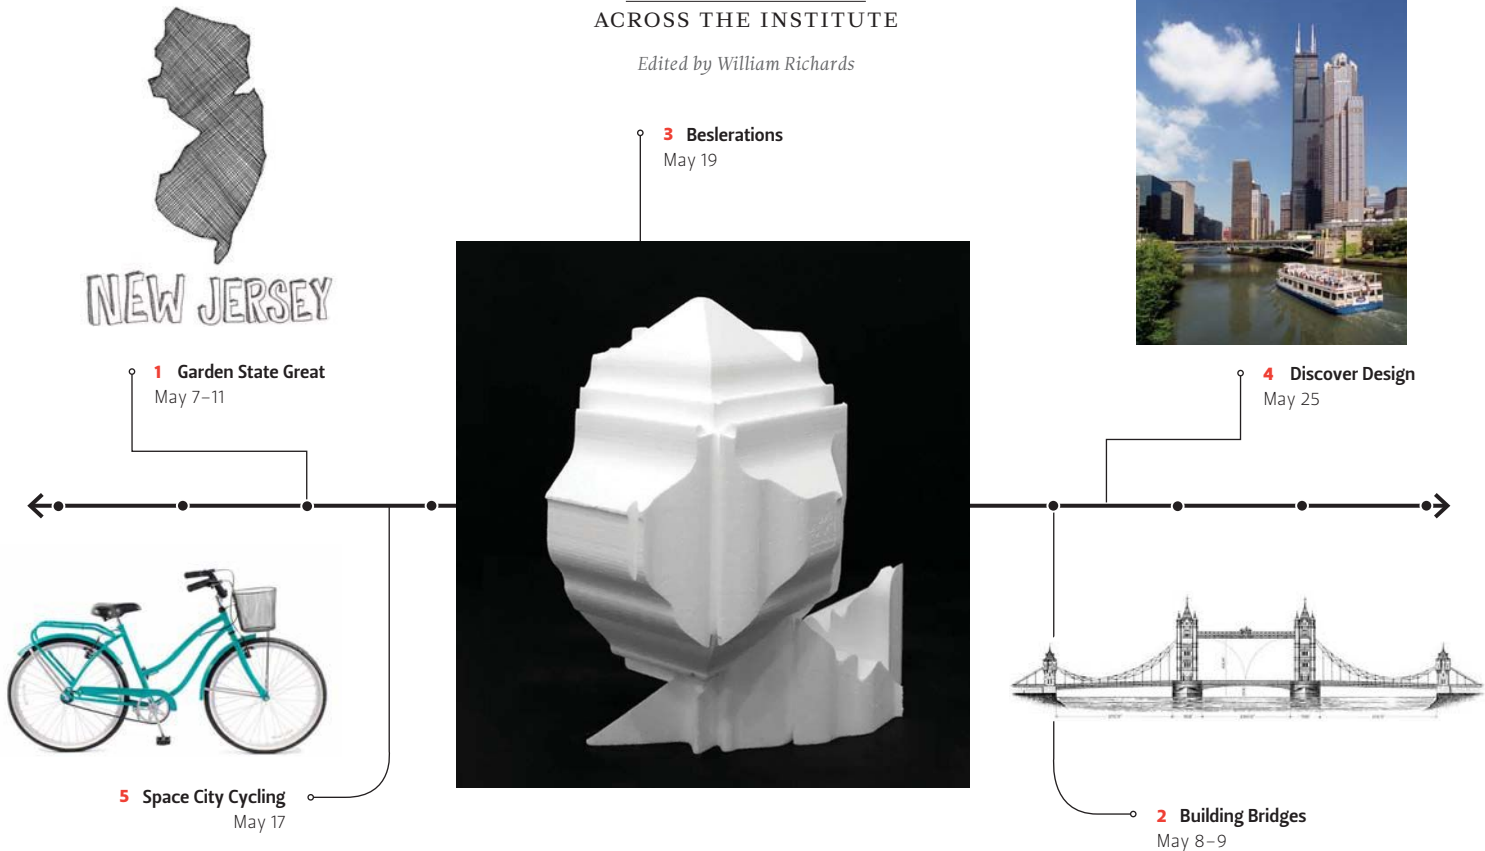 ACROSS THE INSTITUTE
Edited by William Richards
3 Beslerations
May 19
NEW JERSEY
1 Garden State Great
May 7–11
4 Discover Design
May 25
5 Space City Cycling
May 17
2 Building Bridges
May 8–9